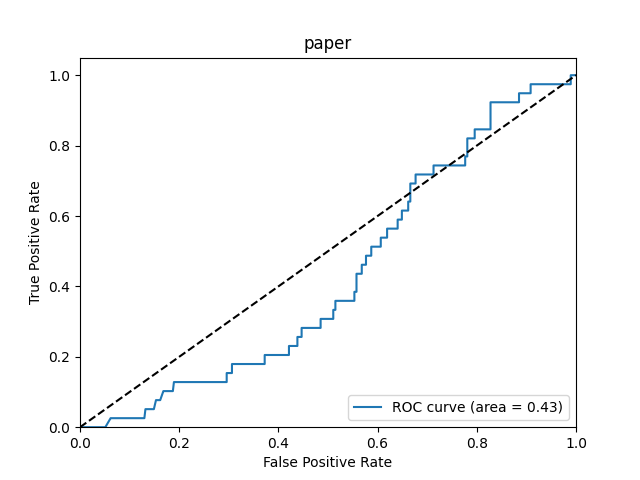 paper
1.0
0.8
0.6
0.4
0.2
0.0
True Positive Rate
ROC curve (area = 0.43)
0.0 0.2 0.4 0.6 0.8 1.0
False Positive Rate